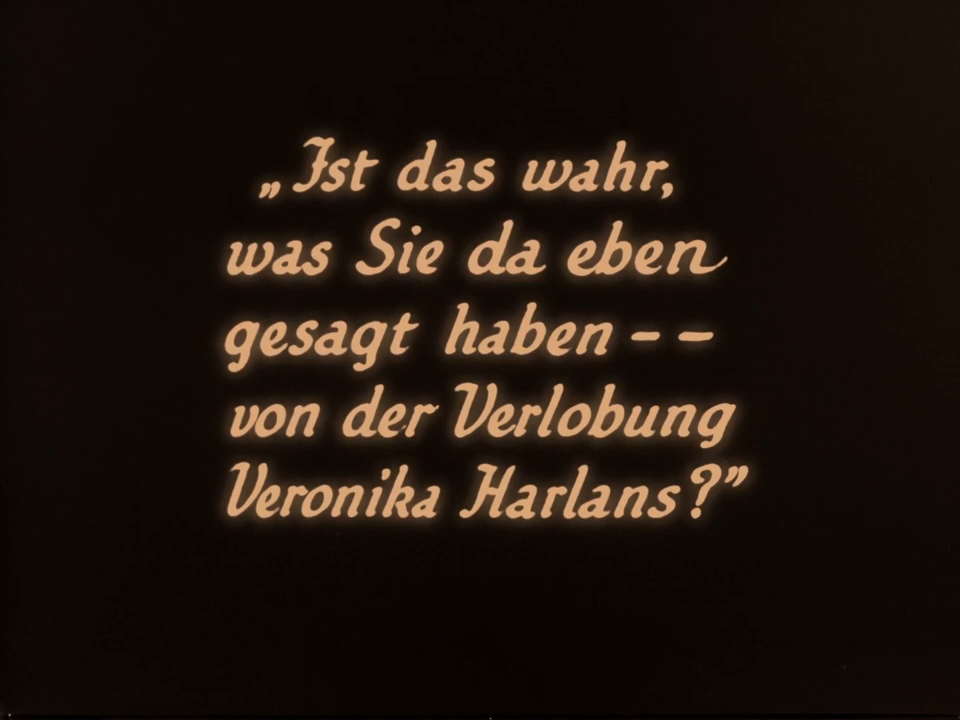 „Ist das wahr,
was Sie da eben
gesagt haben – –
von der Verlobung
Veronika Harlans?”